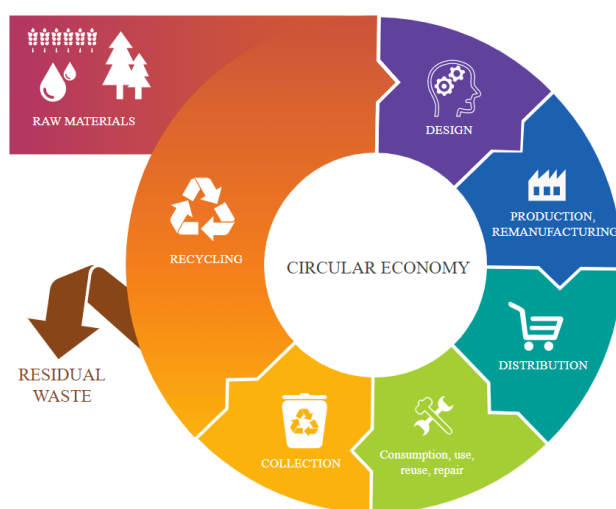 RAW MATERIALS
DESIGN
PRODUCTION,
REMANUFACTURING
DISTRIBUTION
Consumption, use,
reuse, repair
COLLECTION
RECYCLING
CIRCULAR ECONOMY
RESIDUAL
WASTE